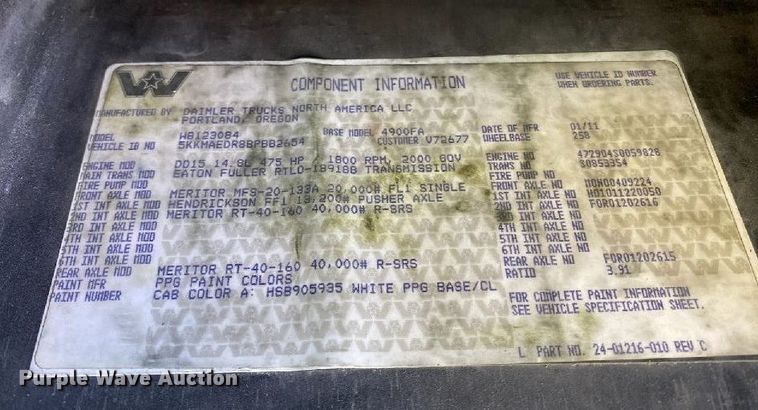 COMPONENT INFORMATION
USE VEHICLE ID NUMBER
WHEN ORDERING PARTS.
MANUFACTURED BY DAIMLER TRUCKS NORTH AMERICA LLC
PORTLAND, OREGON
MODEL W8123084 BASE MODEL 4900FA DATE OF MFR 01/11
VEHICLE ID NO 5KKMAEDR8BPBB2654 CUSTOMER V72677 WHEELBASE 258
ENGINE MOD DD15 14.8L 475 HP 1800 RPM, 2000 GOV ENGINE NO 472904S0059828
MAIN TRANS MOD EATON FULLER RTLO-18918B TRANSMISSION TRANS NO S0853354
FIRE PUMP MOD FIRE PUMP NO
FRONT AXLE MOD MERITOR MFS-20-133A 20,000# FL1 SINGLE FRONT AXLE NO
1ST INT AXLE MOD HENDRICKSON FF1 13,200# PUSHER AXLE 1ST INT AXLE NO HO1011220050
2ND INT AXLE MOD MERITOR RT-40-160 40,000# R-SRS 2ND INT AXLE NO FOR01202616
3RD INT AXLE MOD 3RD INT AXLE NO
4TH INT AXLE MOD 4TH INT AXLE NO
5TH INT AXLE MOD 5TH INT AXLE NO
6TH INT AXLE MOD 6TH INT AXLE NO
REAR AXLE MOD MERITOR RT-40-160 40,000# R-SRS REAR AXLE NO FOR01202615
PAINT MFR PPG PAINT COLORS RATIO 3.91
PAINT NUMBER CAB COLOR A: HSB905935 WHITE PPG BASE/CL
FOR COMPLETE PAINT INFORMATION
SEE VEHICLE SPECIFICATION SHEET.
L PART NO. 24-01216-010 REV C
Purple Wave Auction